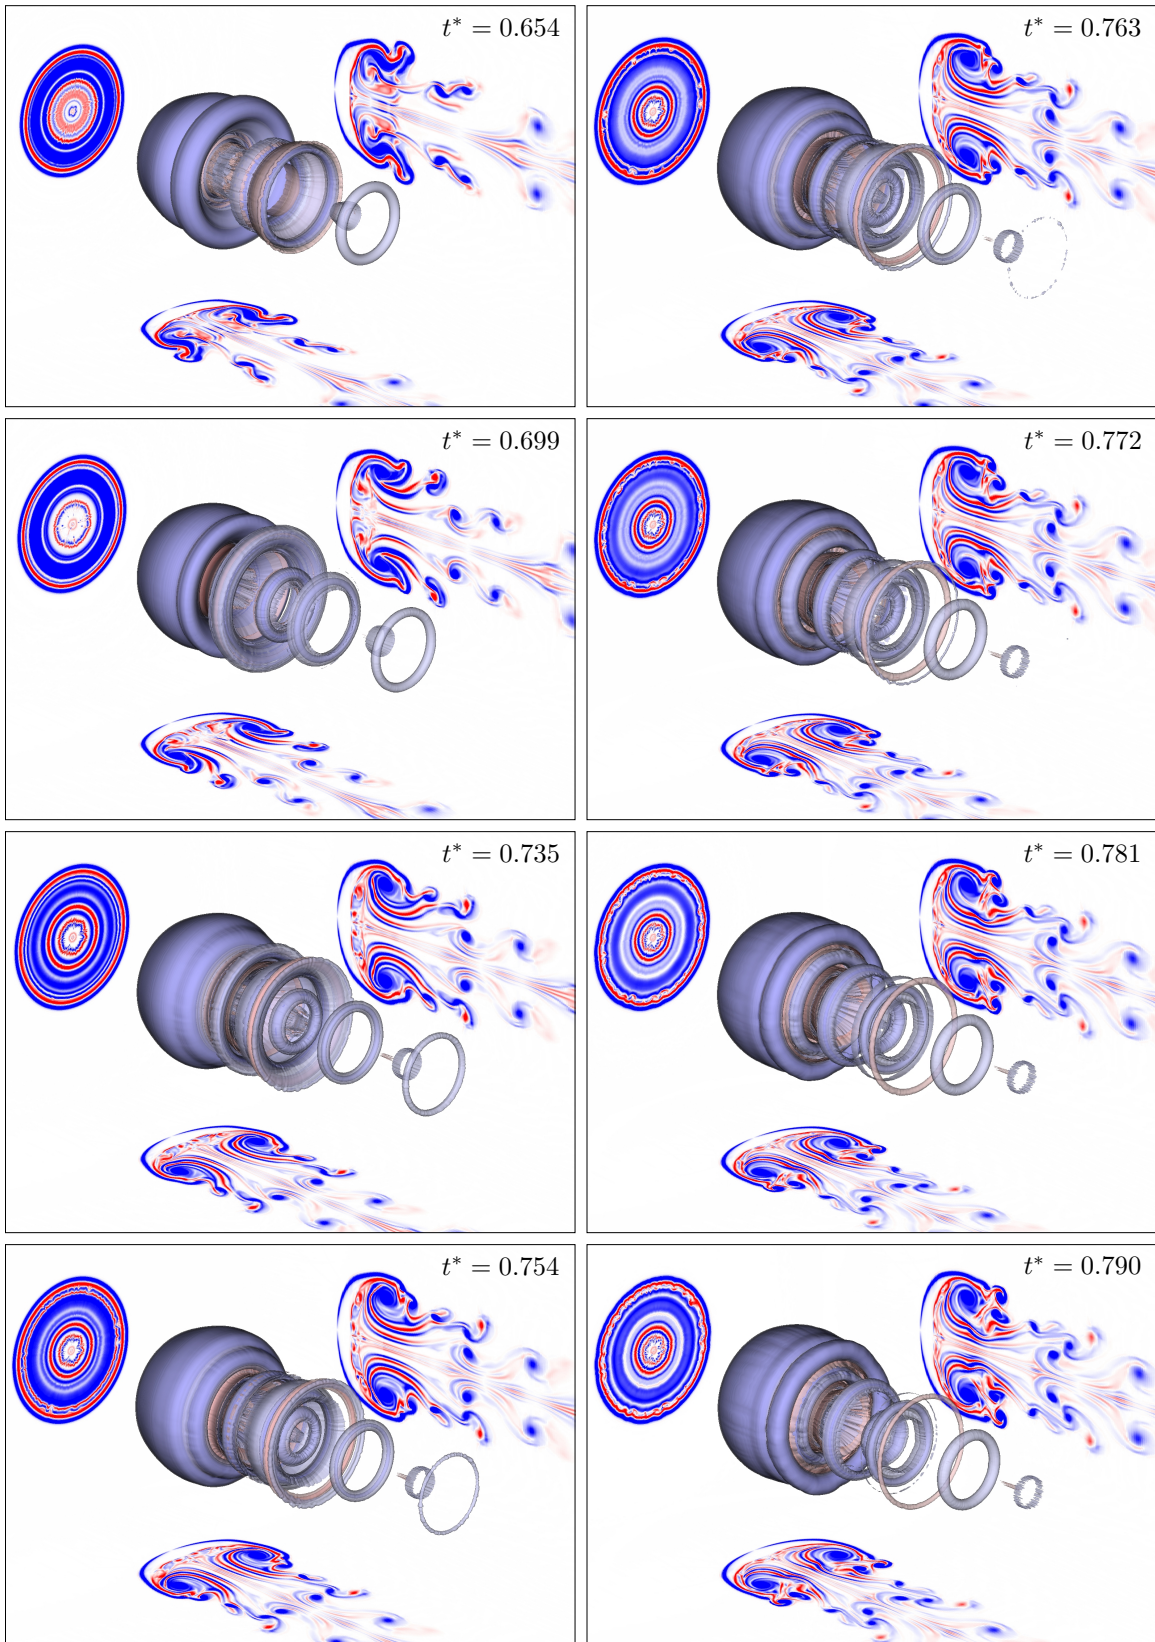 t* = 0.654
t* = 0.763
t* = 0.699
t* = 0.772
t* = 0.735
t* = 0.781
t* = 0.754
t* = 0.790